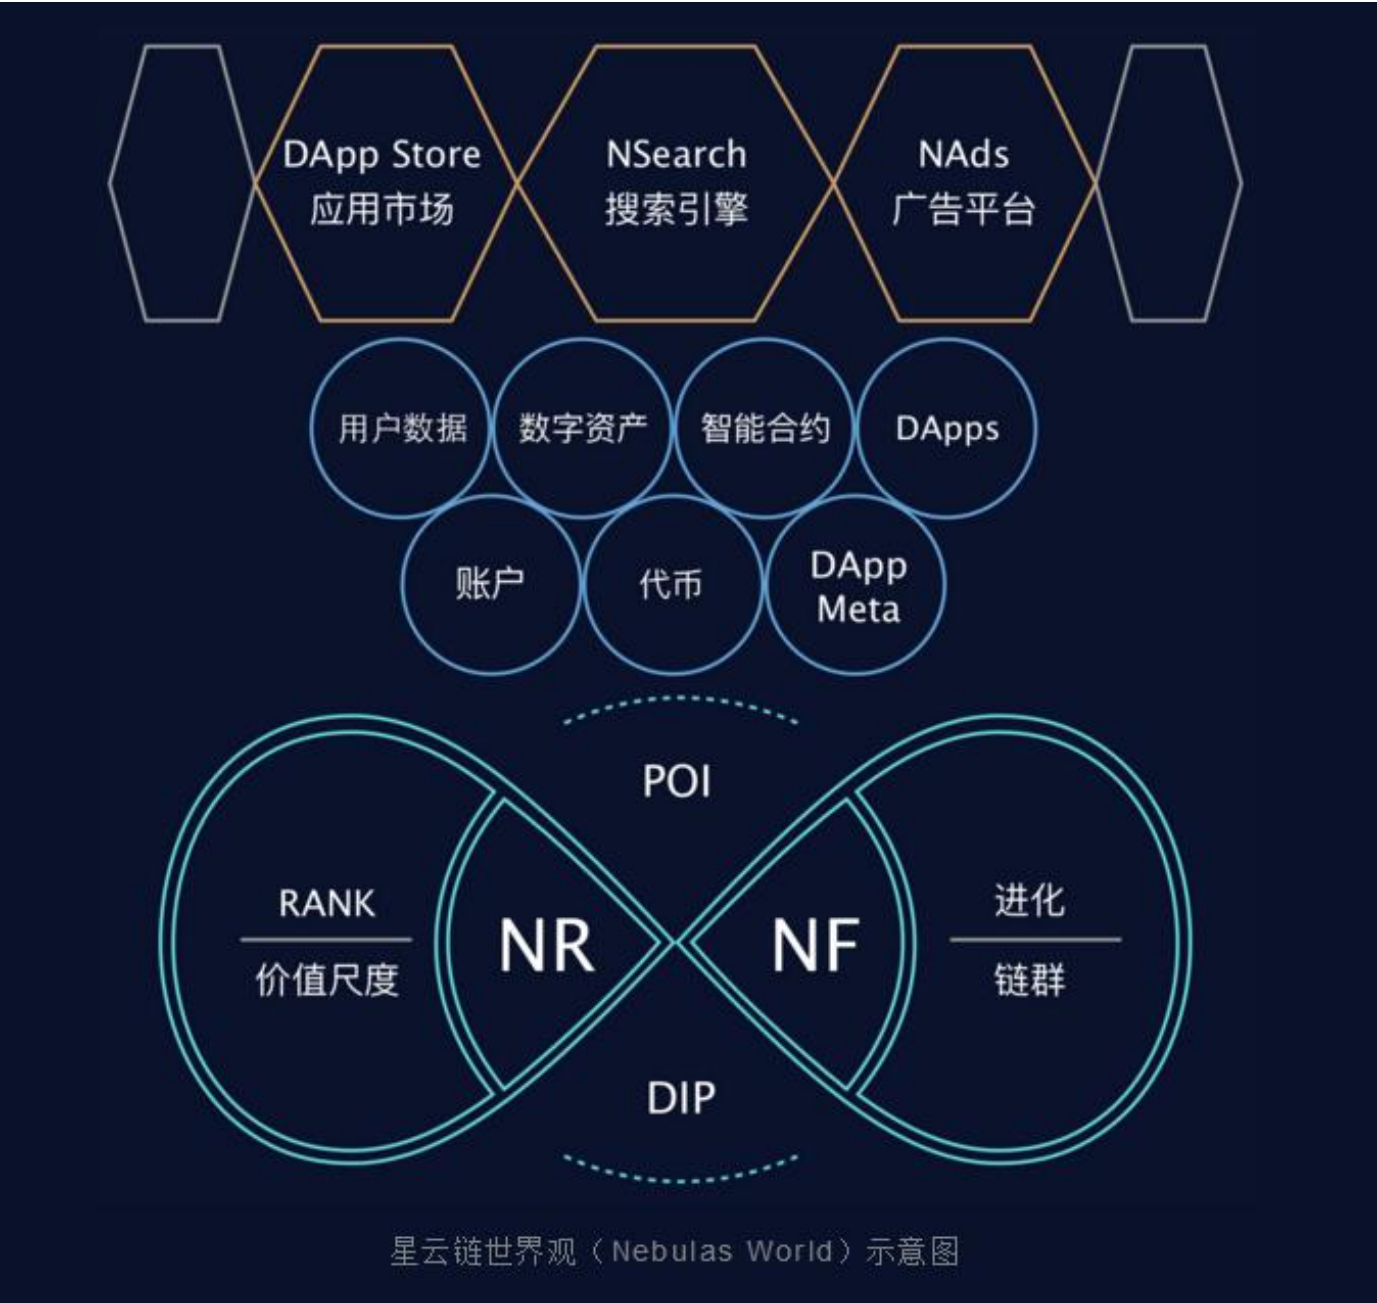 DApp Store
应用市场
NSearch
搜索引擎
NAds
广告平台
用户数据
数字资产
智能合约
DApps
账户
代币
DApp
Meta
POI
RANK
价值尺度
NR
NF
进化
链群
DIP
星云链世界观（Nebulas World）示意图